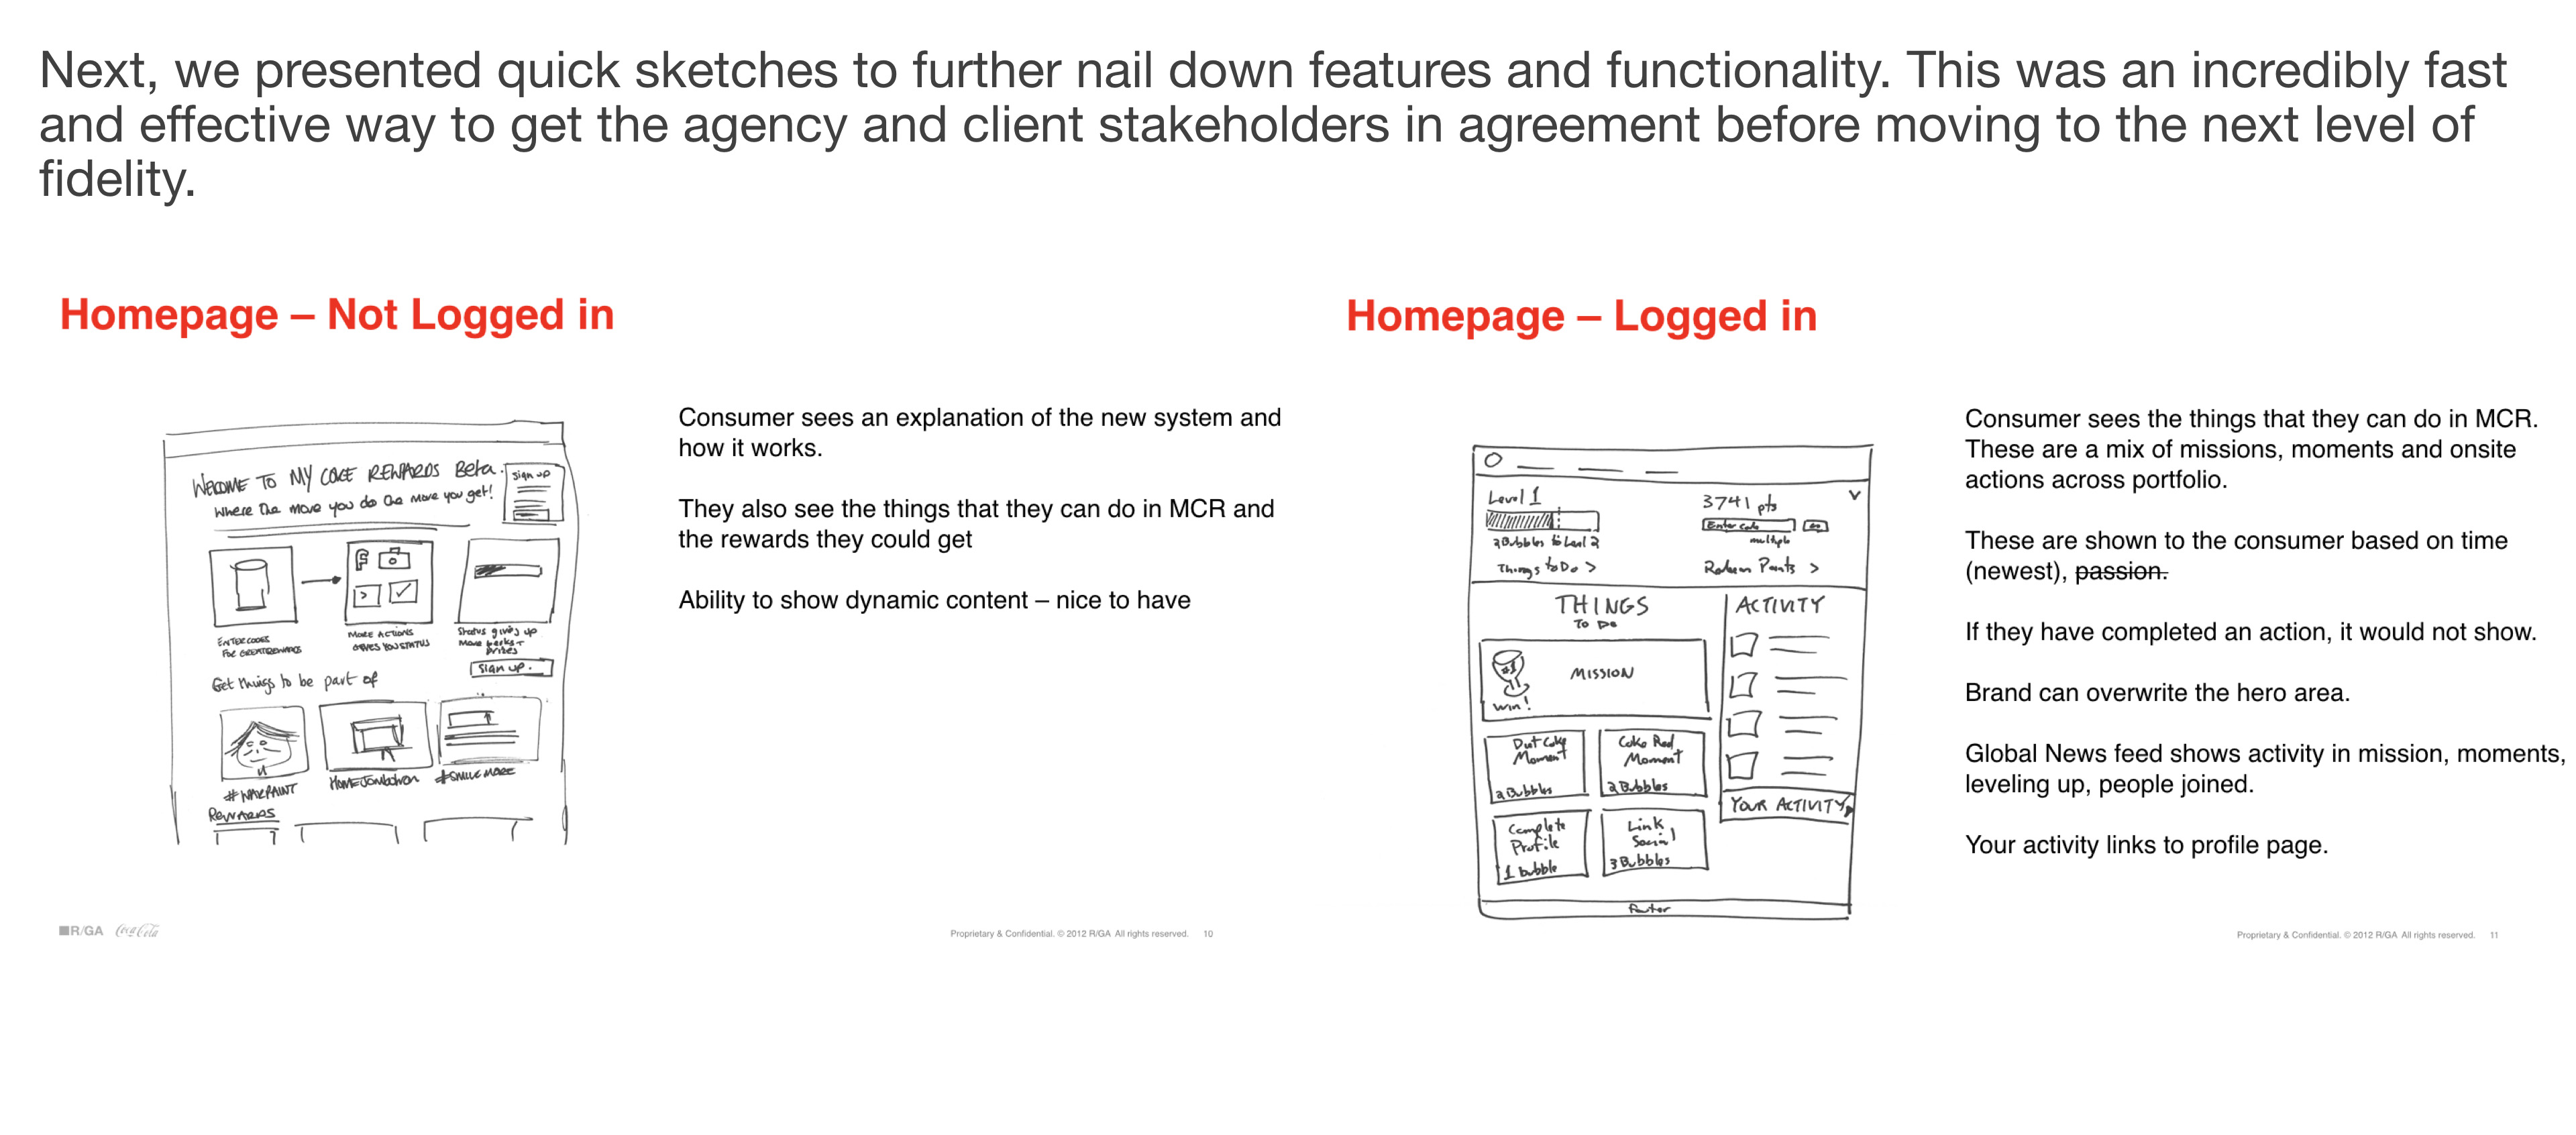 Next, we presented quick sketches to further nail down features and functionality. This was an incredibly fast
and effective way to get the agency and client stakeholders in agreement before moving to the next level of
fidelity.
Homepage – Not Logged in
WELCOME TO MY COKE REWARDS Beta.
where the more you do the more you get!
sign up
ENTER CODES
FOR GREAT REWARDS
MORE ACTIONS
GIVES YOU STATUS
Status giving up
more perks +
prizes
SIGN UP.
Get things to be part of
#WARPAINT
#SMILE MORE
REWARDS
Consumer sees an explanation of the new system and
how it works.
They also see the things that they can do in MCR and
the rewards they could get
Ability to show dynamic content – nice to have
R/GA Coca-Cola
Proprietary & Confidential. © 2012 R/GA All rights reserved. 10
Homepage – Logged in
Level 1
2 Bubbles to Level 2
Things to Do >
3741 pts
Enter code
multiple
Redeem Points >
THINGS
To Do
MISSION
win!
Diet Coke
Moment
2 Bubbles
Coke Red
Moment
2 Bubbles
Complete
Profile
1 bubble
Link
Social
3 Bubbles
ACTIVITY
YOUR ACTIVITY
footer
Consumer sees the things that they can do in MCR.
These are a mix of missions, moments and onsite
actions across portfolio.
These are shown to the consumer based on time
(newest), passion.
If they have completed an action, it would not show.
Brand can overwrite the hero area.
Global News feed shows activity in mission, moments,
leveling up, people joined.
Your activity links to profile page.
Proprietary & Confidential. © 2012 R/GA All rights reserved. 11